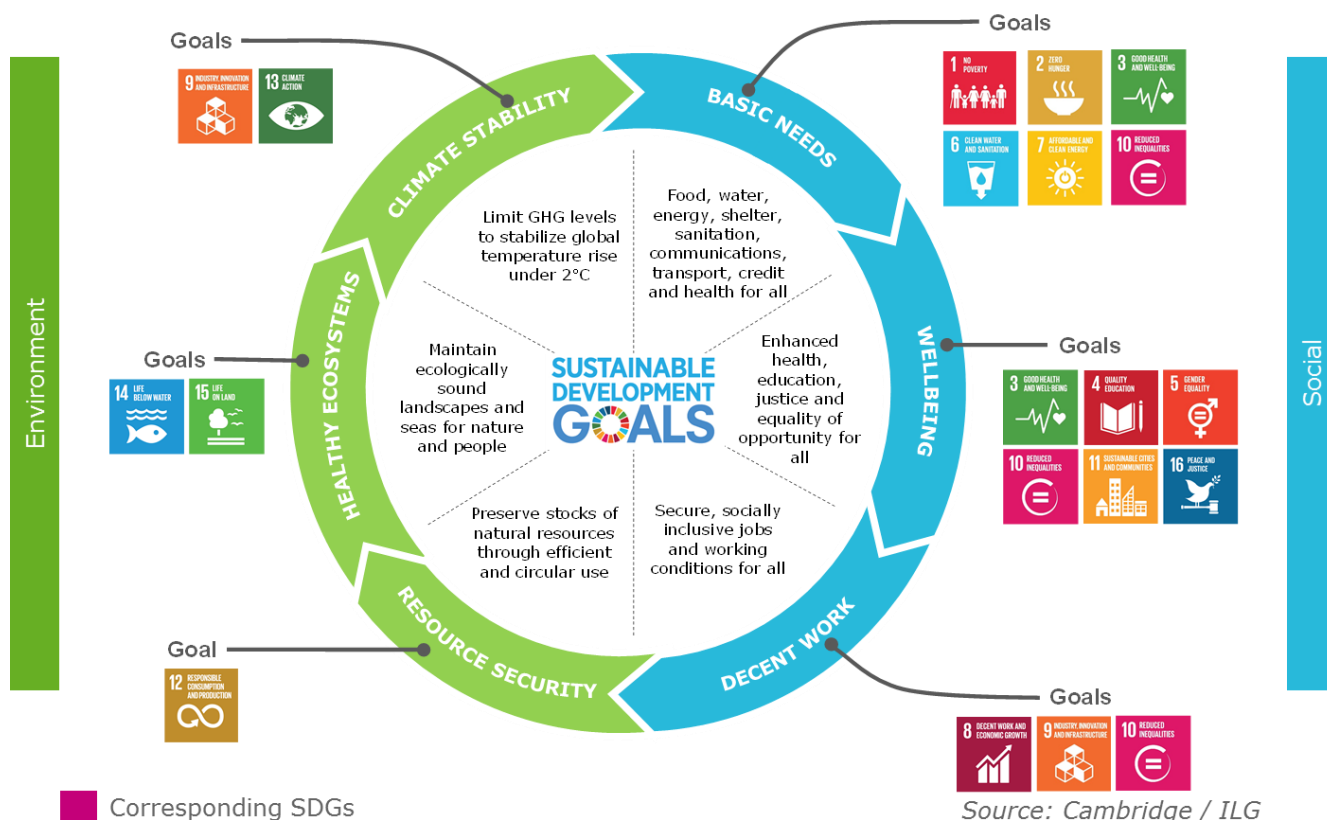 Goals
9 INDUSTRY, INNOVATION
AND INFRASTRUCTURE
13 CLIMATE
ACTION
Goals
1 NO
POVERTY
2 ZERO
HUNGER
3 GOOD HEALTH
AND WELL-BEING
6 CLEAN WATER
AND SANITATION
7 AFFORDABLE AND
CLEAN ENERGY
10 REDUCED
INEQUALITIES
CLIMATE STABILITY
BASIC NEEDS
Limit GHG levels
to stabilize global
temperature rise
under 2°C
Food, water,
energy, shelter,
sanitation,
communications,
transport, credit
and health for all
Environment
Social
Goals
14 LIFE
BELOW WATER
15 LIFE
ON LAND
HEALTHY ECOSYSTEMS
Maintain
ecologically
sound
landscapes and
seas for nature
and people
SUSTAINABLE
DEVELOPMENT
GOALS
Enhanced
health,
education,
justice and
equality of
opportunity for
all
WELLBEING
Goals
3 GOOD HEALTH
AND WELL-BEING
4 QUALITY
EDUCATION
5 GENDER
EQUALITY
10 REDUCED
INEQUALITIES
11 SUSTAINABLE CITIES
AND COMMUNITIES
16 PEACE AND
JUSTICE
Preserve stocks of
natural resources
through efficient
and circular use
Secure, socially
inclusive jobs
and working
conditions for all
RESOURCE SECURITY
DECENT WORK
Goal
12 RESPONSIBLE
CONSUMPTION
AND PRODUCTION
Goals
8 DECENT WORK AND
ECONOMIC GROWTH
9 INDUSTRY, INNOVATION
AND INFRASTRUCTURE
10 REDUCED
INEQUALITIES
Corresponding SDGs
Source: Cambridge / ILG